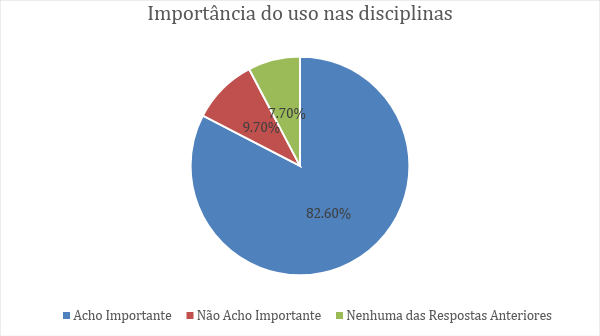 Importância do uso nas disciplinas
7.70%
9.70%
82.60%
Acho Importante Não Acho Importante Nenhuma das Respostas Anteriores